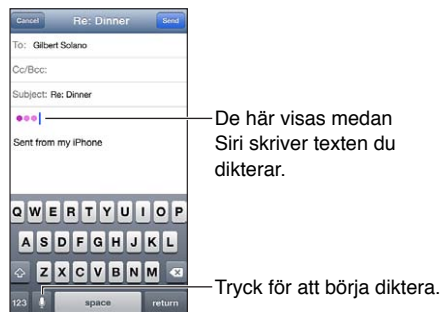 Cancel Re: Dinner Send
To: Gilbert Solano
Cc/Bcc:
Subject: Re: Dinner
De här visas medan
Siri skriver texten du
dikterar.
Sent from my iPhone
Q W E R T Y U I O P
A S D F G H J K L
Z X C V B N M
123 space return
Tryck för att börja diktera.